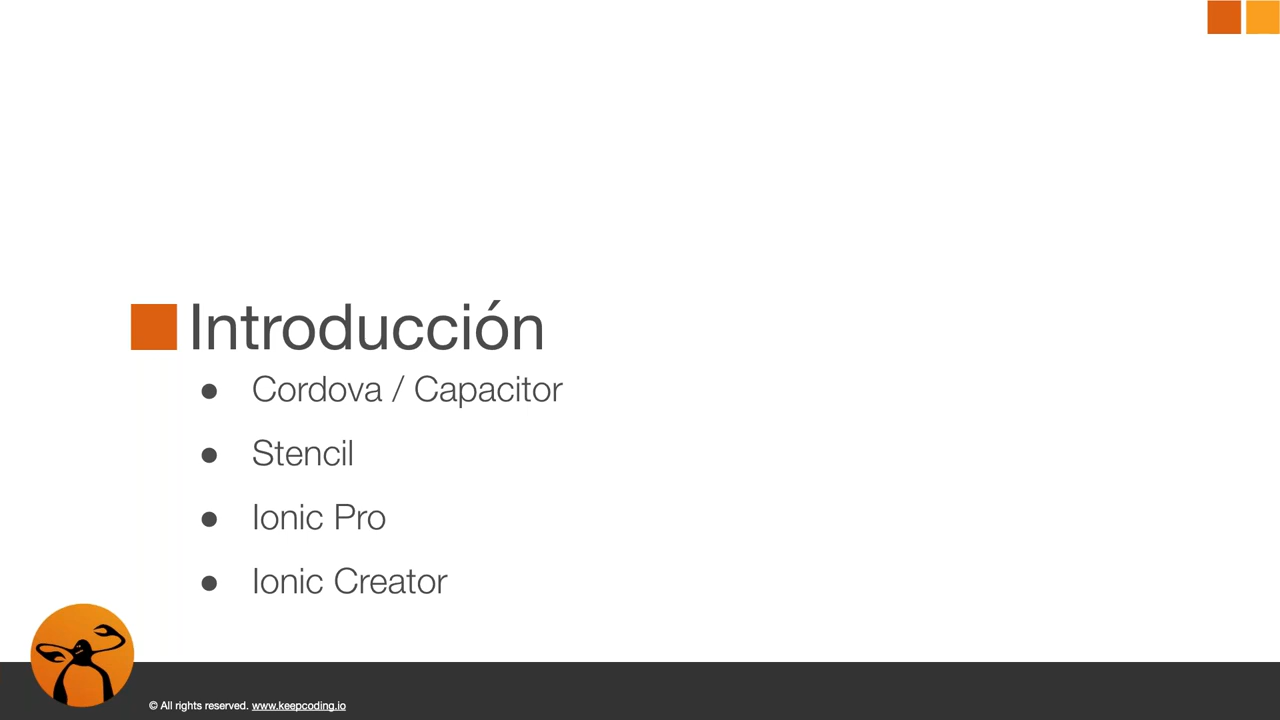 Introducción
● Cordova / Capacitor
● Stencil
● Ionic Pro
● Ionic Creator
© All rights reserved. www.keepcoding.io